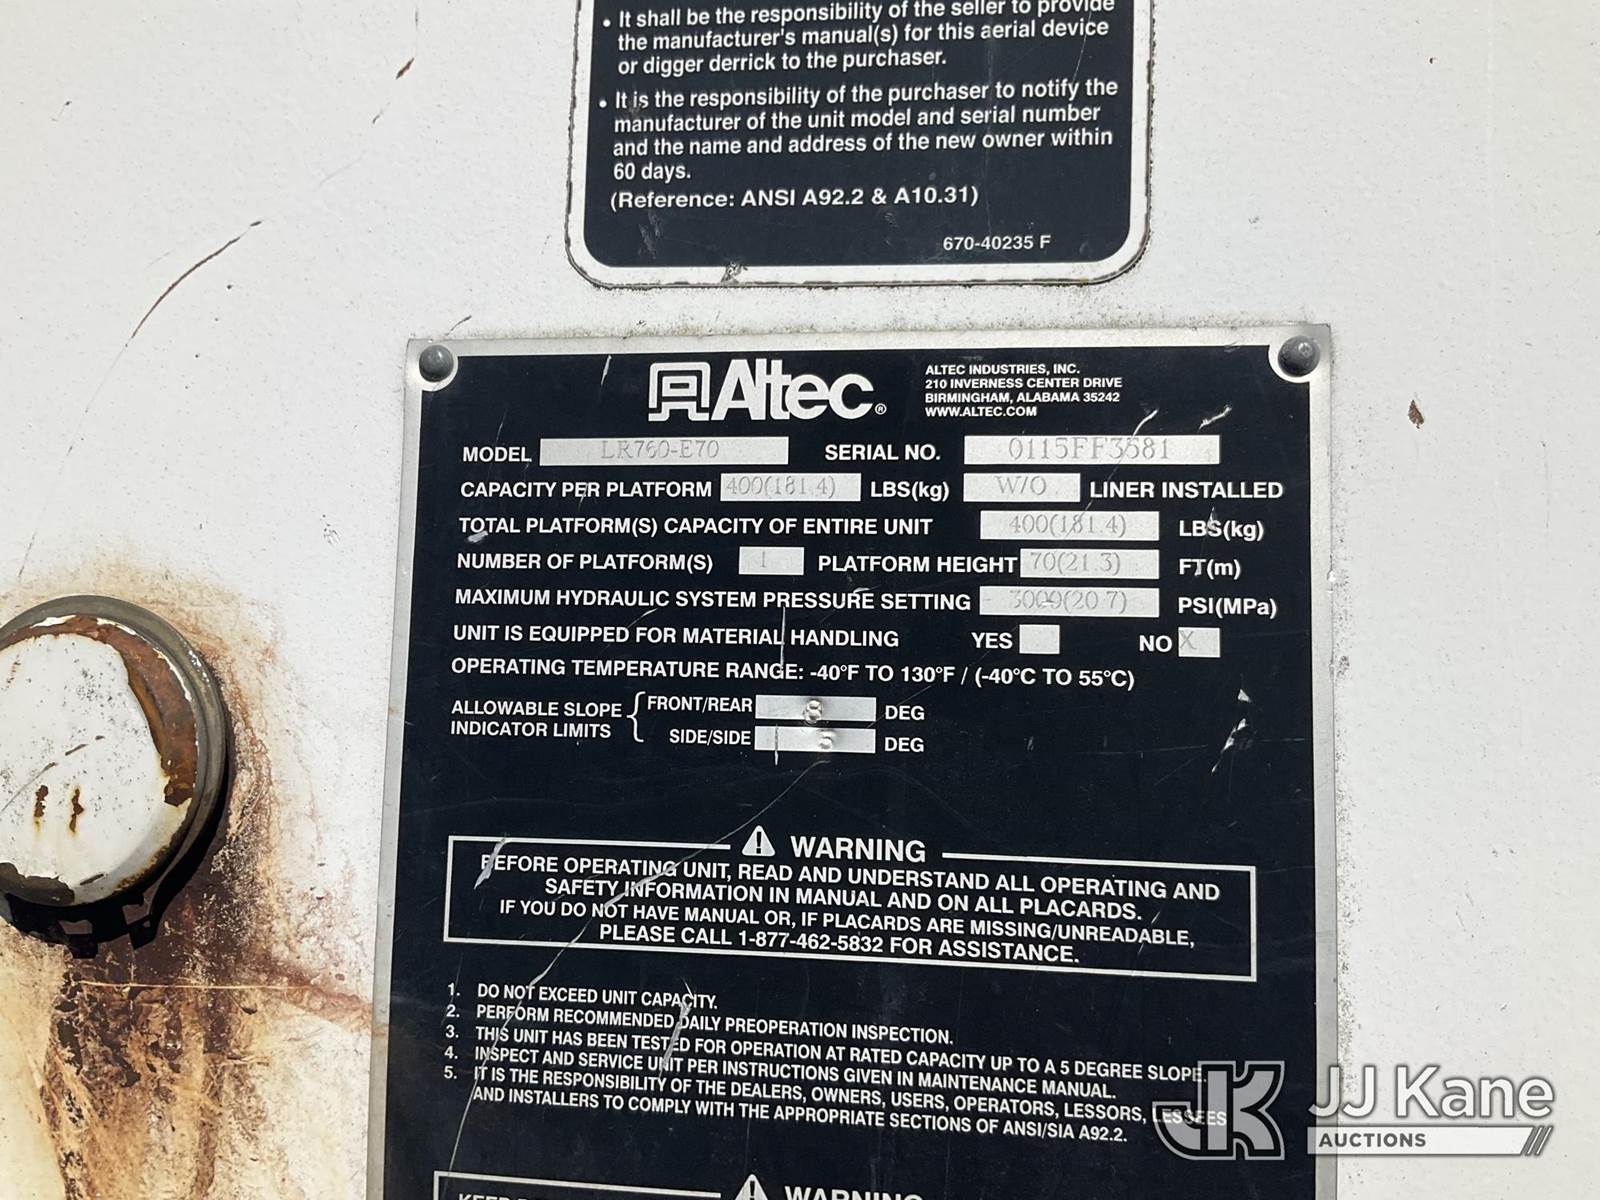 • It shall be the responsibility of the seller to provide
the manufacturer's manual(s) for this aerial device
or digger derrick to the purchaser.
• It is the responsibility of the purchaser to notify the
manufacturer of the unit model and serial number
and the name and address of the new owner within
60 days.
(Reference: ANSI A92.2 & A10.31)
670-40235 F
Altec®
ALTEC INDUSTRIES, INC.
210 INVERNESS CENTER DRIVE
BIRMINGHAM, ALABAMA 35242
WWW.ALTEC.COM
MODEL LR760-E70 SERIAL NO. 0115FF3581
CAPACITY PER PLATFORM 400(181.4) LBS(kg) W/O LINER INSTALLED
TOTAL PLATFORM(S) CAPACITY OF ENTIRE UNIT 400(181.4) LBS(kg)
NUMBER OF PLATFORM(S) 1 PLATFORM HEIGHT 70(21.3) FT(m)
MAXIMUM HYDRAULIC SYSTEM PRESSURE SETTING 3000(20.7) PSI(MPa)
UNIT IS EQUIPPED FOR MATERIAL HANDLING YES NO X
OPERATING TEMPERATURE RANGE: -40°F TO 130°F / (-40°C TO 55°C)
ALLOWABLE SLOPE INDICATOR LIMITS { FRONT/REAR DEG
SIDE/SIDE 5 DEG
⚠ WARNING
BEFORE OPERATING UNIT, READ AND UNDERSTAND ALL OPERATING AND
SAFETY INFORMATION IN MANUAL AND ON ALL PLACARDS.
IF YOU DO NOT HAVE MANUAL OR, IF PLACARDS ARE MISSING/UNREADABLE,
PLEASE CALL 1-877-462-5832 FOR ASSISTANCE.
1. DO NOT EXCEED UNIT CAPACITY.
2. PERFORM RECOMMENDED DAILY PREOPERATION INSPECTION.
3. THIS UNIT HAS BEEN TESTED FOR OPERATION AT RATED CAPACITY UP TO A 5 DEGREE SLOPE.
4. INSPECT AND SERVICE UNIT PER INSTRUCTIONS GIVEN IN MAINTENANCE MANUAL.
5. IT IS THE RESPONSIBILITY OF THE DEALERS, OWNERS, USERS, OPERATORS, LESSORS, LESSEES
AND INSTALLERS TO COMPLY WITH THE APPROPRIATE SECTIONS OF ANSI/SIA A92.2.
⚠ WARNING
JK JJ Kane
AUCTIONS